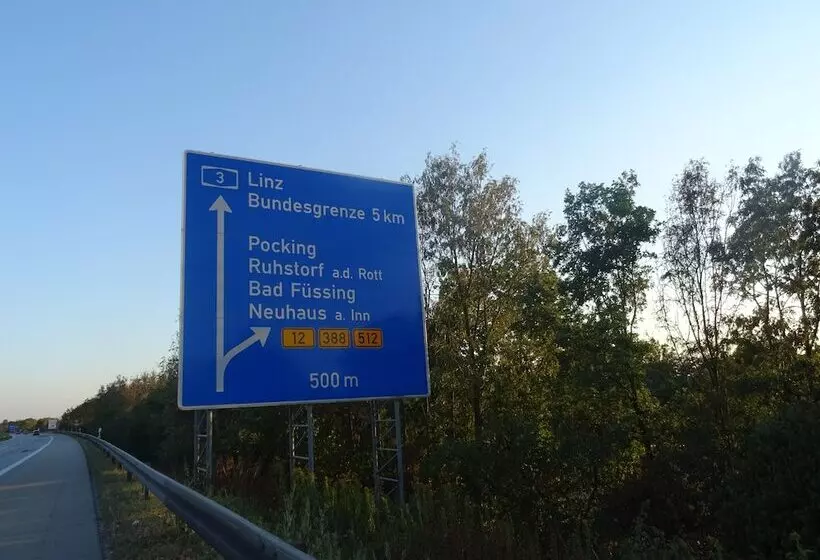 3 Linz
Bundesgrenze 5 km
Pocking
Ruhstorf a.d. Rott
Bad Füssing
Neuhaus a. Inn
12 388 512
500 m